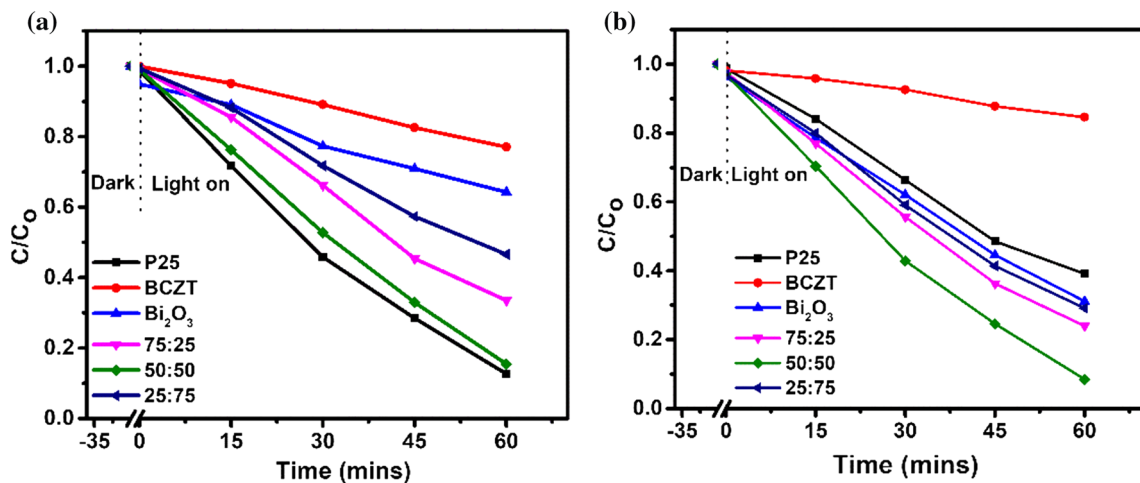 (a)
C/C₀
1.0
0.8
0.6
0.4
0.2
0.0
Dark
Light on
P25
BCZT
Bi₂O₃
75:25
50:50
25:75
-35
0
15
30
45
60
Time (mins)
(b)
C/C₀
1.0
0.8
0.6
0.4
0.2
0.0
Dark
Light on
P25
BCZT
Bi₂O₃
75:25
50:50
25:75
-35
0
15
30
45
60
Time (mins)